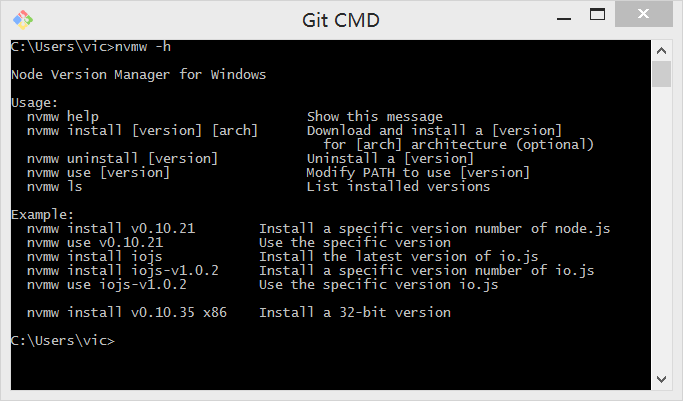 Git CMD
C:\Users\vic>nvmw -h
Node Version Manager for Windows
Usage:
  nvmw help                          Show this message
  nvmw install [version] [arch]      Download and install a [version]
                                       for [arch] architecture (optional)
  nvmw uninstall [version]           Uninstall a [version]
  nvmw use [version]                 Modify PATH to use [version]
  nvmw ls                            List installed versions
Example:
  nvmw install v0.10.21        Install a specific version number of node.js
  nvmw use v0.10.21            Use the specific version
  nvmw install iojs            Install the latest version of io.js
  nvmw install iojs-v1.0.2     Install a specific version number of io.js
  nvmw use iojs-v1.0.2         Use the specific version io.js
  nvmw install v0.10.35 x86    Install a 32-bit version
C:\Users\vic>